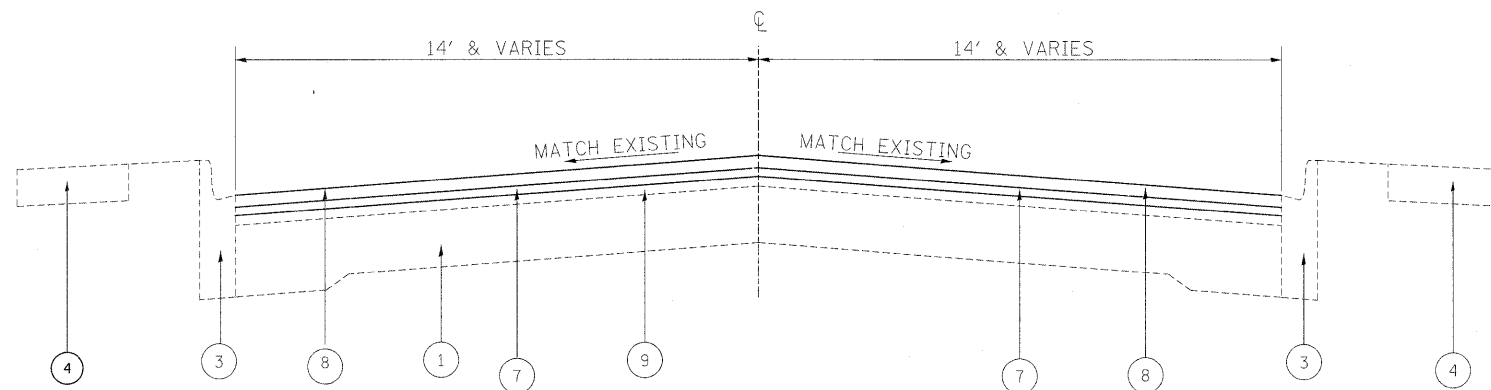 ℄
14' & VARIES 14' & VARIES
MATCH EXISTING MATCH EXISTING
4 3 8 1 7 9 7 8 3 4